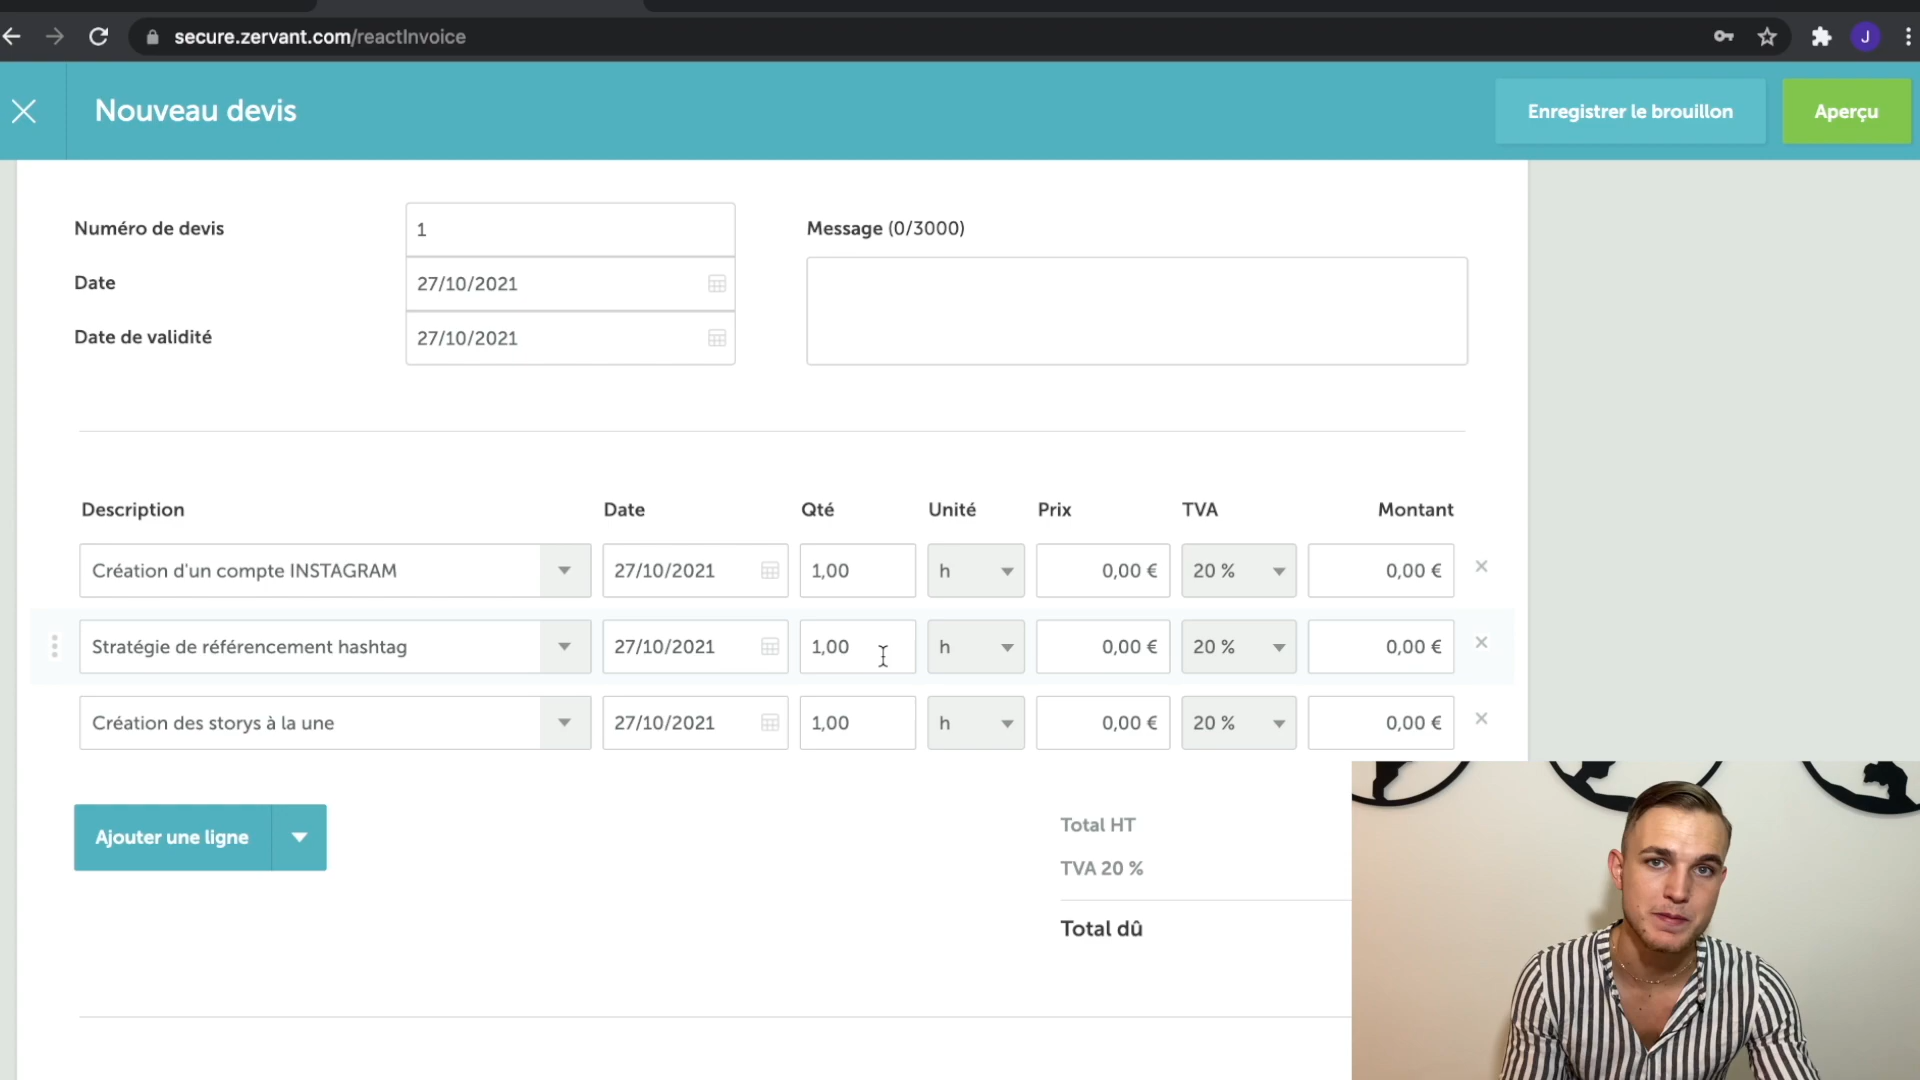 secure.zervant.com/reactInvoice
J
Nouveau devis
Enregistrer le brouillon
Aperçu
Numéro de devis
1
Message (0/3000)
Date
27/10/2021
Date de validité
27/10/2021
Description Date Qté Unité Prix TVA Montant
Création d'un compte INSTAGRAM 27/10/2021 1,00 h 0,00 € 20 % 0,00 €
Stratégie de référencement hashtag 27/10/2021 1,00 h 0,00 € 20 % 0,00 €
Création des storys à la une 27/10/2021 1,00 h 0,00 € 20 % 0,00 €
Ajouter une ligne
Total HT
TVA 20 %
Total dû